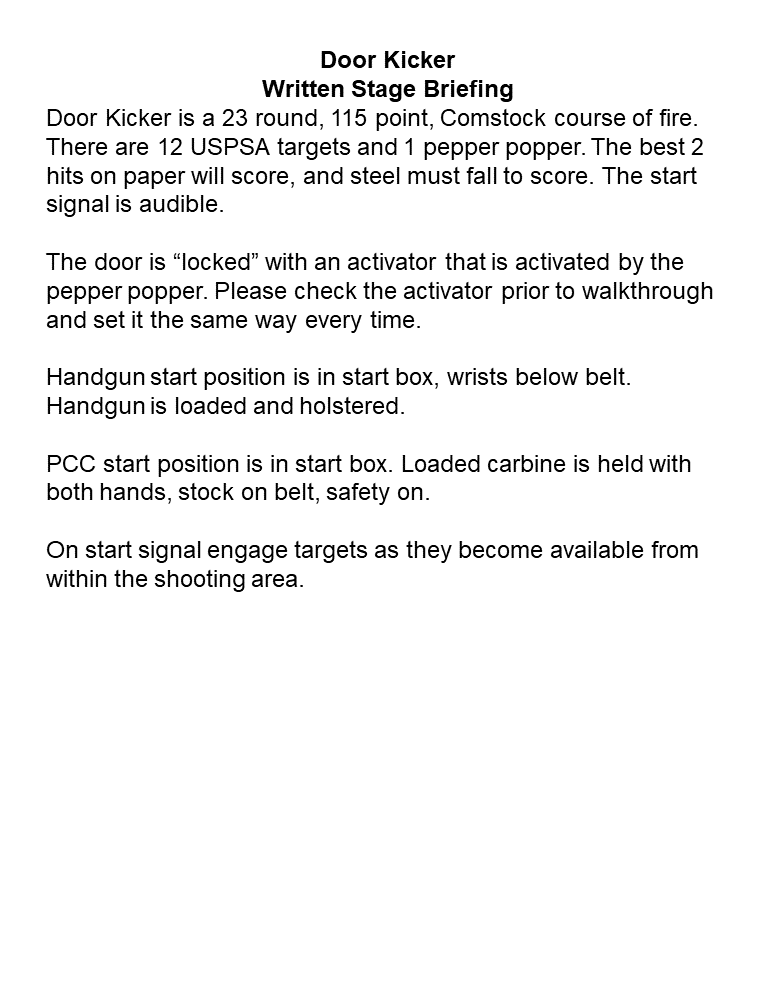 Door Kicker
Written Stage Briefing
Door Kicker is a 23 round, 115 point, Comstock course of fire.
There are 12 USPSA targets and 1 pepper popper. The best 2
hits on paper will score, and steel must fall to score. The start
signal is audible.
The door is “locked” with an activator that is activated by the
pepper popper. Please check the activator prior to walkthrough
and set it the same way every time.
Handgun start position is in start box, wrists below belt.
Handgun is loaded and holstered.
PCC start position is in start box. Loaded carbine is held with
both hands, stock on belt, safety on.
On start signal engage targets as they become available from
within the shooting area.